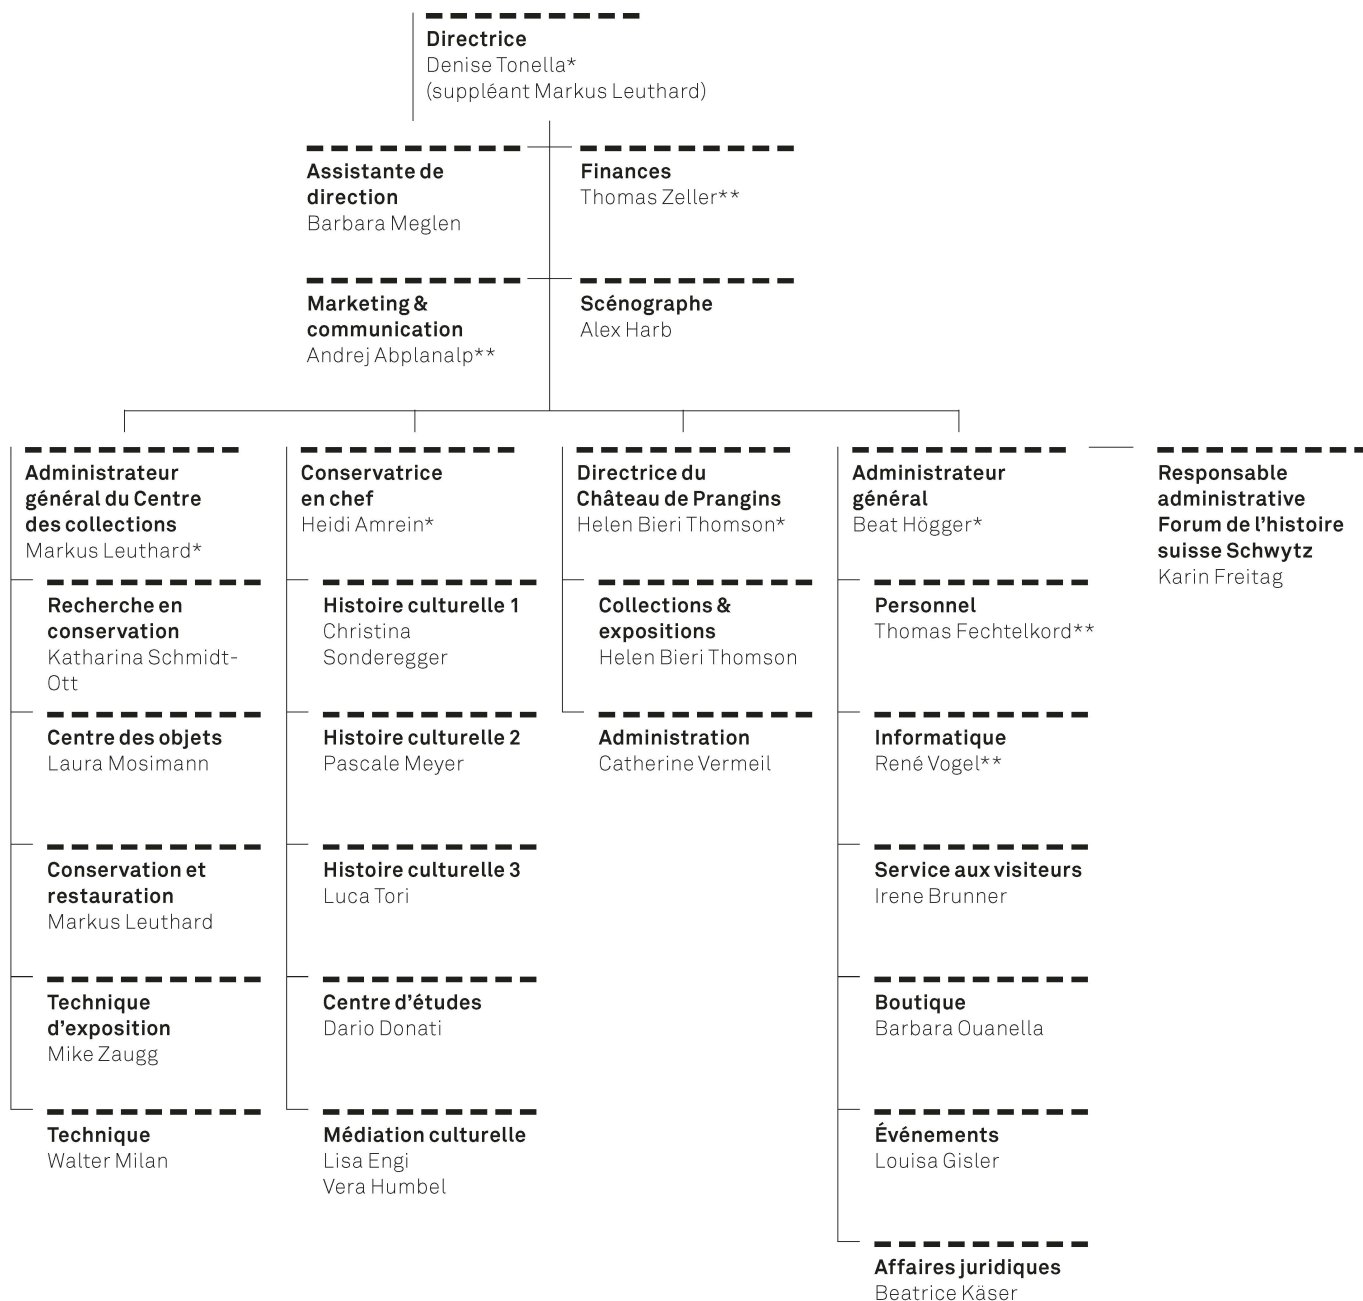 Directrice
Denise Tonella*
(suppléant Markus Leuthard)
Assistante de
direction
Barbara Meglen
Finances
Thomas Zeller**
Marketing &
communication
Andrej Abplanalp**
Scénographe
Alex Harb
Administrateur
général du Centre
des collections
Markus Leuthard*
Recherche en
conservation
Katharina Schmidt-
Ott
Centre des objets
Laura Mosimann
Conservation et
restauration
Markus Leuthard
Technique
d'exposition
Mike Zaugg
Technique
Walter Milan
Conservatrice
en chef
Heidi Amrein*
Histoire culturelle 1
Christina
Sonderegger
Histoire culturelle 2
Pascale Meyer
Histoire culturelle 3
Luca Tori
Centre d’études
Dario Donati
Médiation culturelle
Lisa Engi
Vera Humbel
Directrice du
Château de Prangins
Helen Bieri Thomson*
Collections &
expositions
Helen Bieri Thomson
Administration
Catherine Vermeil
Administrateur
général
Beat Högger*
Personnel
Thomas Fechtelkord**
Informatique
René Vogel**
Service aux visiteurs
Irene Brunner
Boutique
Barbara Ouanella
Événements
Louisa Gisler
Affaires juridiques
Beatrice Käser
Responsable
administrative
Forum de l’histoire
suisse Schwytz
Karin Freitag